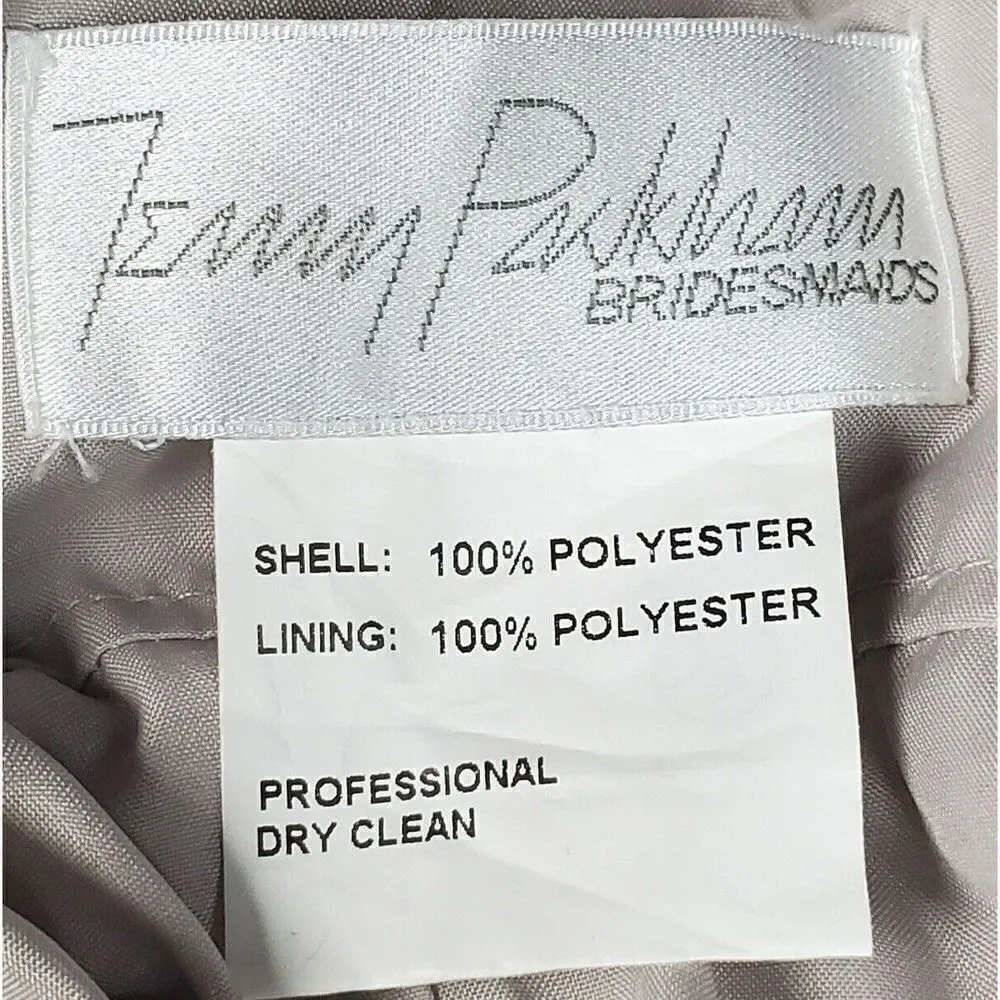 Jenny Packham
BRIDESMAIDS
SHELL: 100% POLYESTER
LINING: 100% POLYESTER
PROFESSIONAL
DRY CLEAN